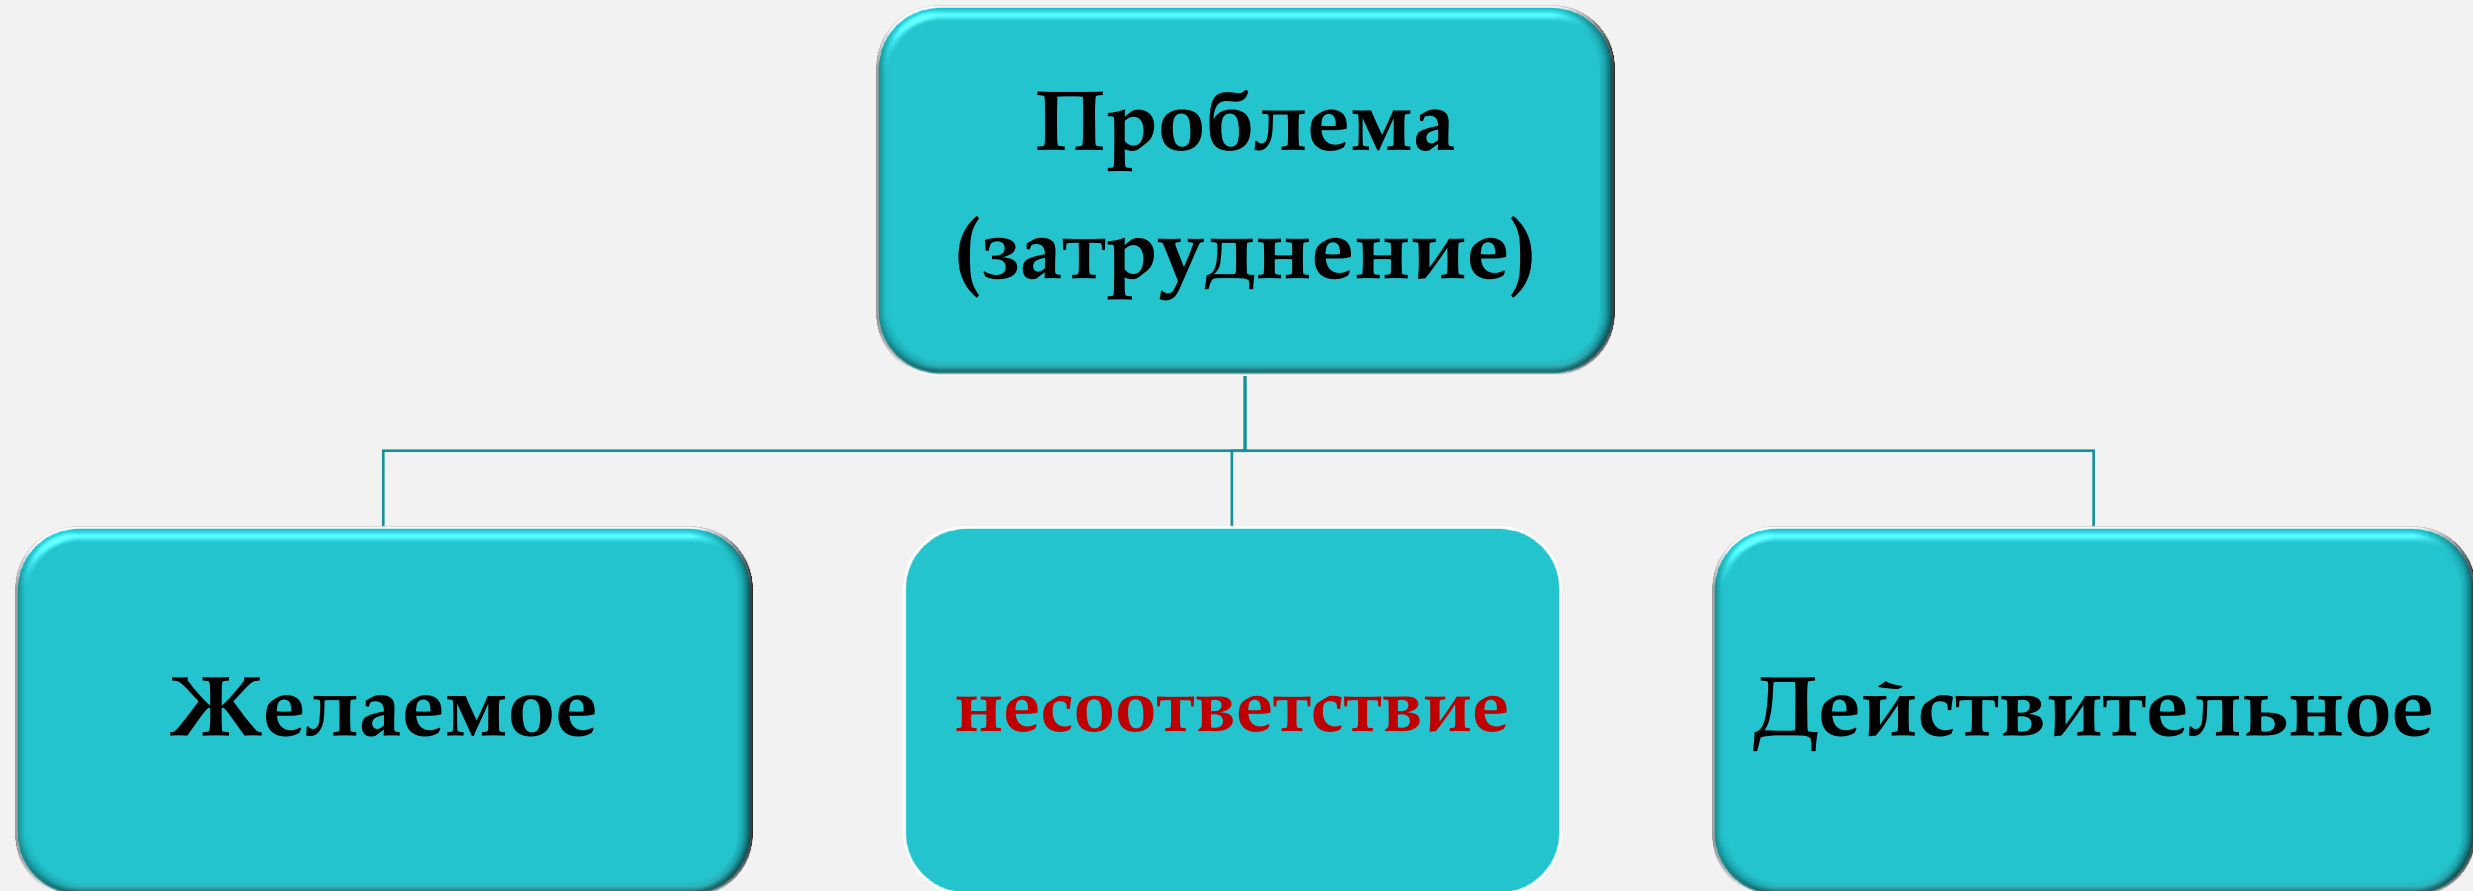 Проблема
(затруднение)
Желаемое
несоответствие
Действительное